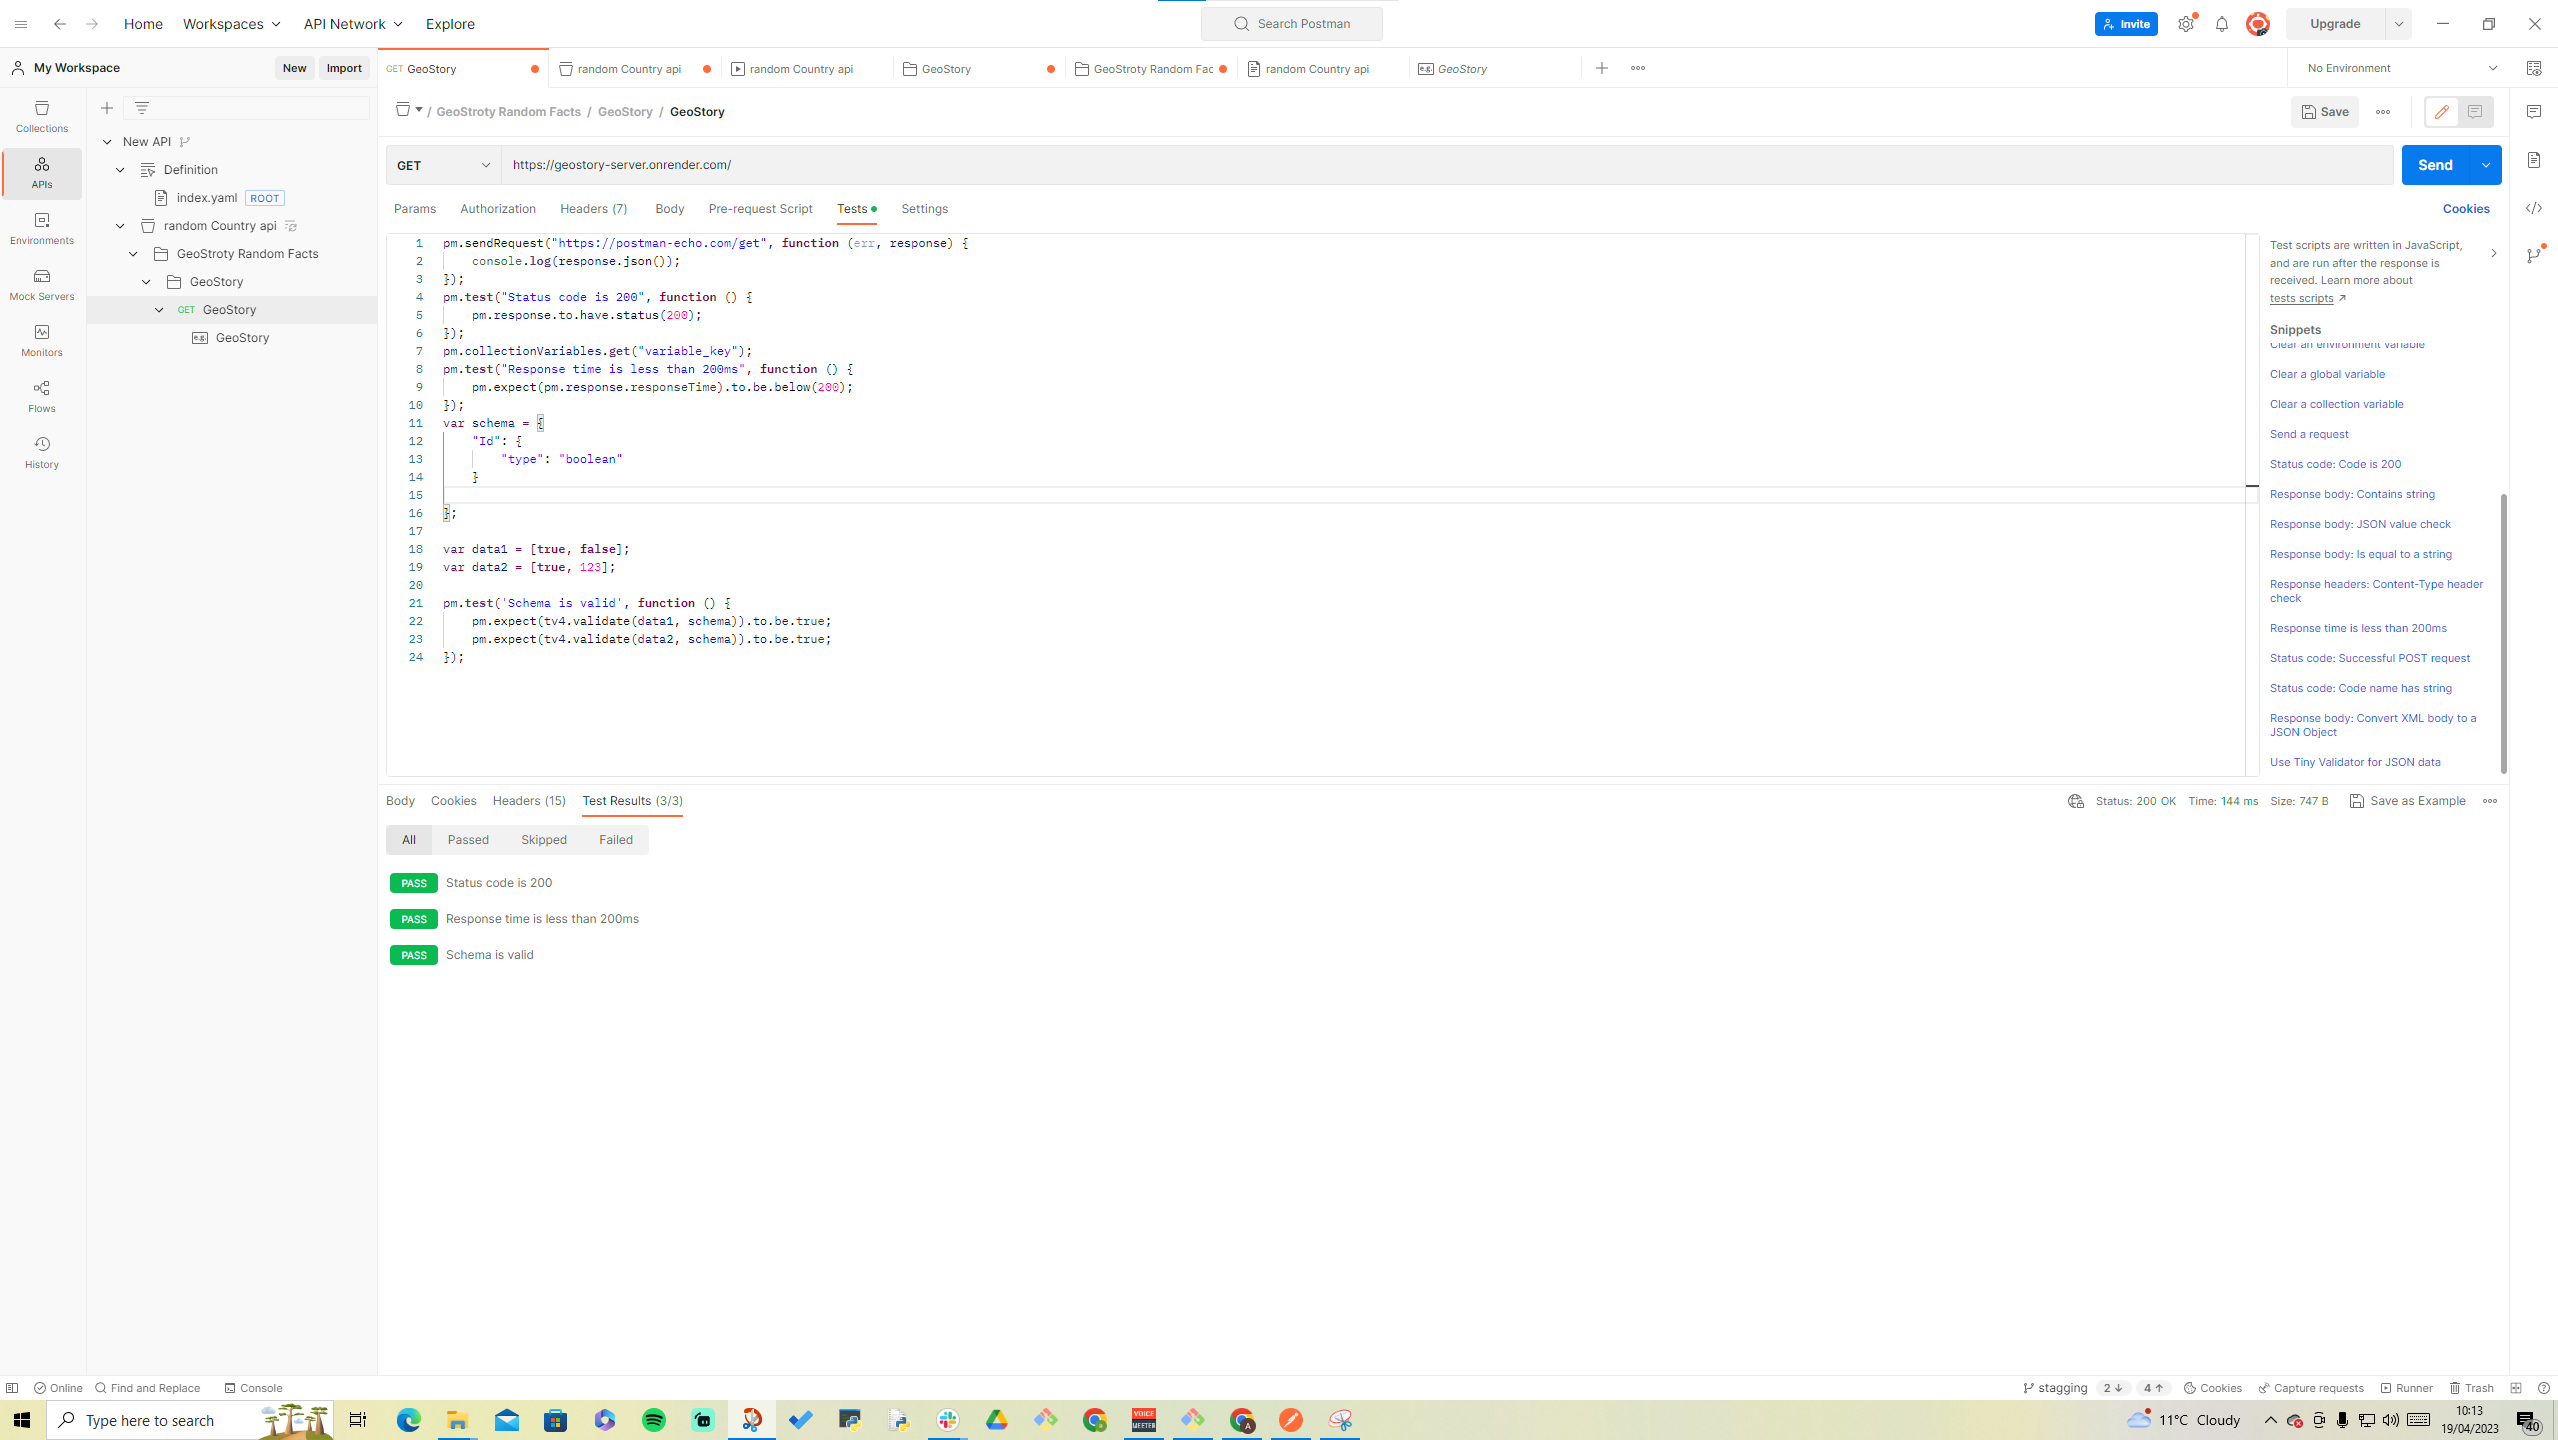 Home Workspaces API Network Explore Search Postman Invite Upgrade
My Workspace New Import GET GeoStory random Country api random Country api GeoStory GeoStroty Random Fac random Country api e.g. GeoStory No Environment
Collections
APIs
Environments
Mock Servers
Monitors
Flows
History
New API
Definition
index.yaml ROOT
random Country api
GeoStroty Random Facts
GeoStory
GET GeoStory
e.g. GeoStory
/ GeoStroty Random Facts / GeoStory / GeoStory Save
GET https://geostory-server.onrender.com/ Send
Params Authorization Headers (7) Body Pre-request Script Tests Settings Cookies
1 pm.sendRequest("https://postman-echo.com/get", function (err, response) {
2 console.log(response.json());
3 });
4 pm.test("Status code is 200", function () {
5 pm.response.to.have.status(200);
6 });
7 pm.collectionVariables.get("variable_key");
8 pm.test("Response time is less than 200ms", function () {
9 pm.expect(pm.response.responseTime).to.be.below(200);
10 });
11 var schema = {
12 "Id": {
13 "type": "boolean"
14 }
15
16 };
17
18 var data1 = [true, false];
19 var data2 = [true, 123];
20
21 pm.test('Schema is valid', function () {
22 pm.expect(tv4.validate(data1, schema)).to.be.true;
23 pm.expect(tv4.validate(data2, schema)).to.be.true;
24 });
Test scripts are written in JavaScript,
and are run after the response is
received. Learn more about
tests scripts
Snippets
Clear an environment variable
Clear a global variable
Clear a collection variable
Send a request
Status code: Code is 200
Response body: Contains string
Response body: JSON value check
Response body: Is equal to a string
Response headers: Content-Type header
check
Response time is less than 200ms
Status code: Successful POST request
Status code: Code name has string
Response body: Convert XML body to a
JSON Object
Use Tiny Validator for JSON data
Body Cookies Headers (15) Test Results (3/3) Status: 200 OK Time: 144 ms Size: 747 B Save as Example
All Passed Skipped Failed
PASS Status code is 200
PASS Response time is less than 200ms
PASS Schema is valid
Online Find and Replace Console stagging 2 4 Cookies Capture requests Runner Trash
Type here to search VOICE MEETER 11°C Cloudy 10:13
19/04/2023 40